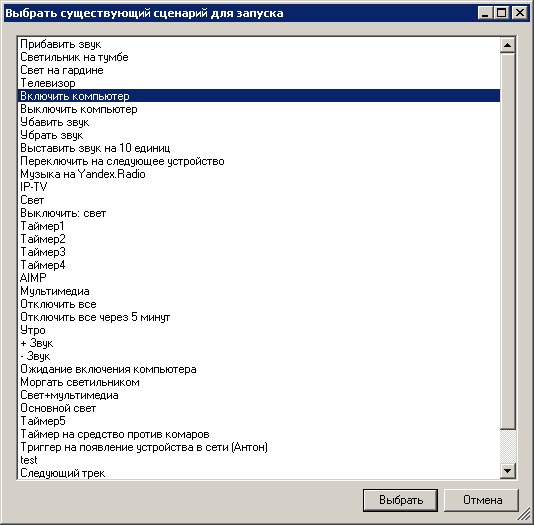 Выбрать существующий сценарий для запуска
Прибавить звук
Светильник на тумбе
Свет на гардине
Телевизор
Включить компьютер
Выключить компьютер
Убавить звук
Убрать звук
Выставить звук на 10 единиц
Переключить на следующее устройство
Музыка на Yandex.Radio
IP-TV
Свет
Выключить: свет
Таймер1
Таймер2
Таймер3
Таймер4
AIMP
Мультимедиа
Отключить все
Отключить все через 5 минут
Утро
+ Звук
- Звук
Ожидание включения компьютера
Моргать светильником
Свет+мультимедиа
Основной свет
Таймер5
Таймер на средство против комаров
Триггер на появление устройства в сети (Антон)
test
Следующий трек
Выбрать
Отмена